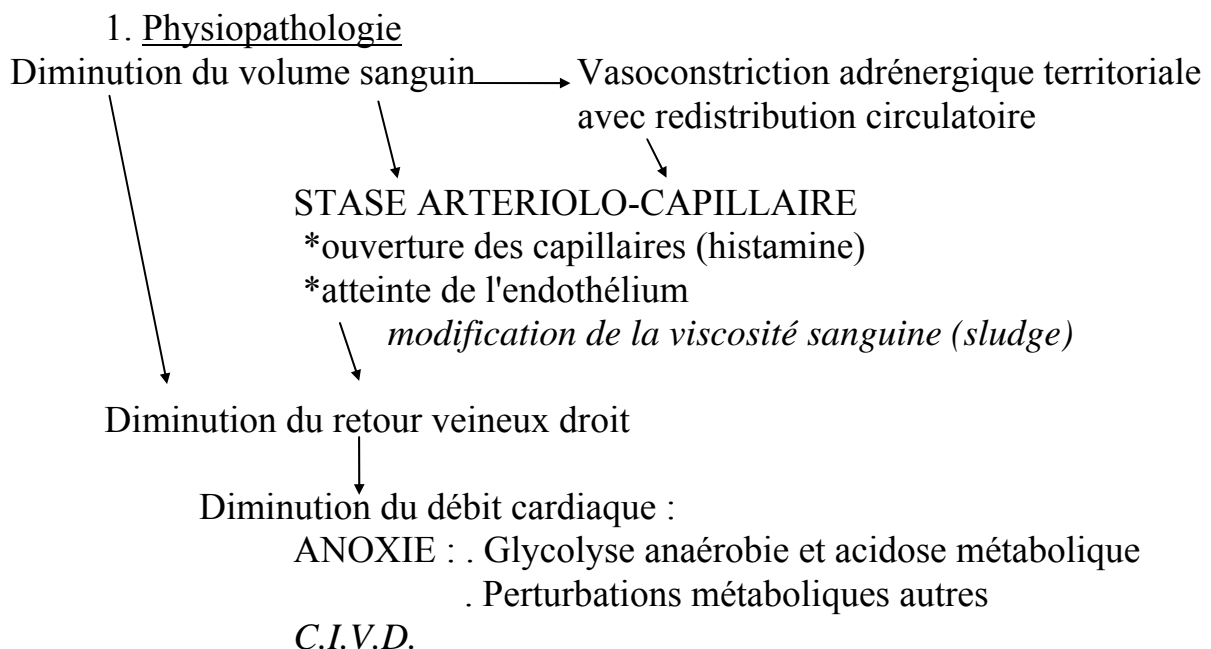 1. Physiopathologie
Diminution du volume sanguin Vasoconstriction adrénergique territoriale
avec redistribution circulatoire
STASE ARTERIOLO-CAPILLAIRE
*ouverture des capillaires (histamine)
*atteinte de l'endothélium
modification de la viscosité sanguine (sludge)
Diminution du retour veineux droit
Diminution du débit cardiaque :
ANOXIE : . Glycolyse anaérobie et acidose métabolique
. Perturbations métaboliques autres
C.I.V.D.